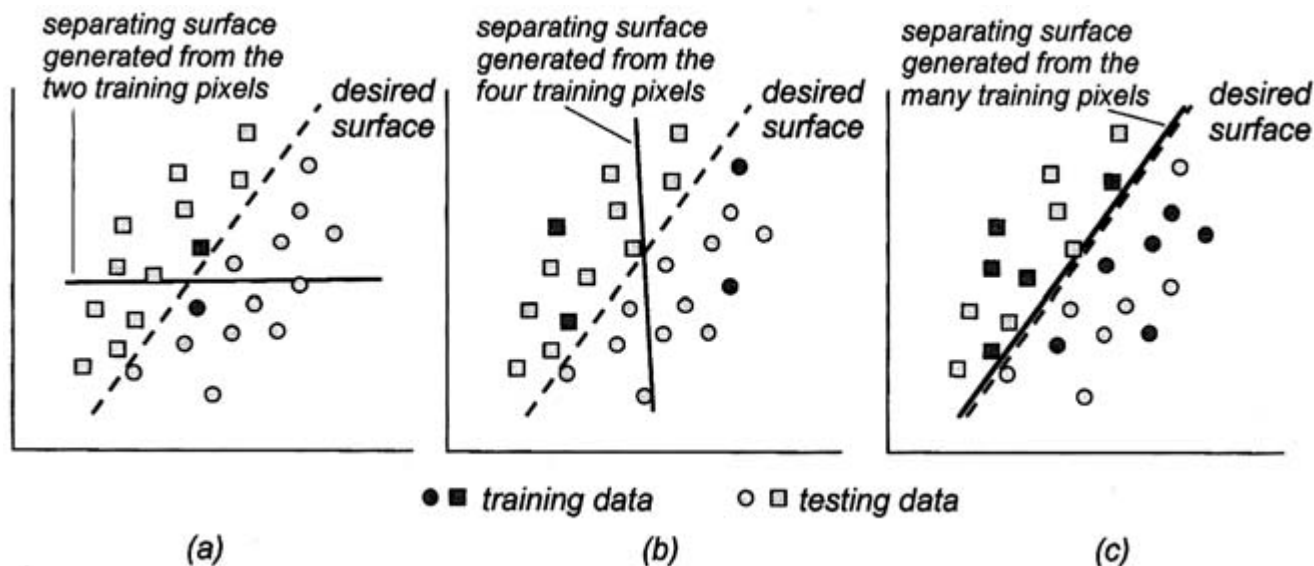 separating surface
generated from the
two training pixels
desired
surface
separating surface
generated from the
four training pixels
desired
surface
separating surface
generated from the
many training pixels
desired
surface
training data
testing data
(a)
(b)
(c)